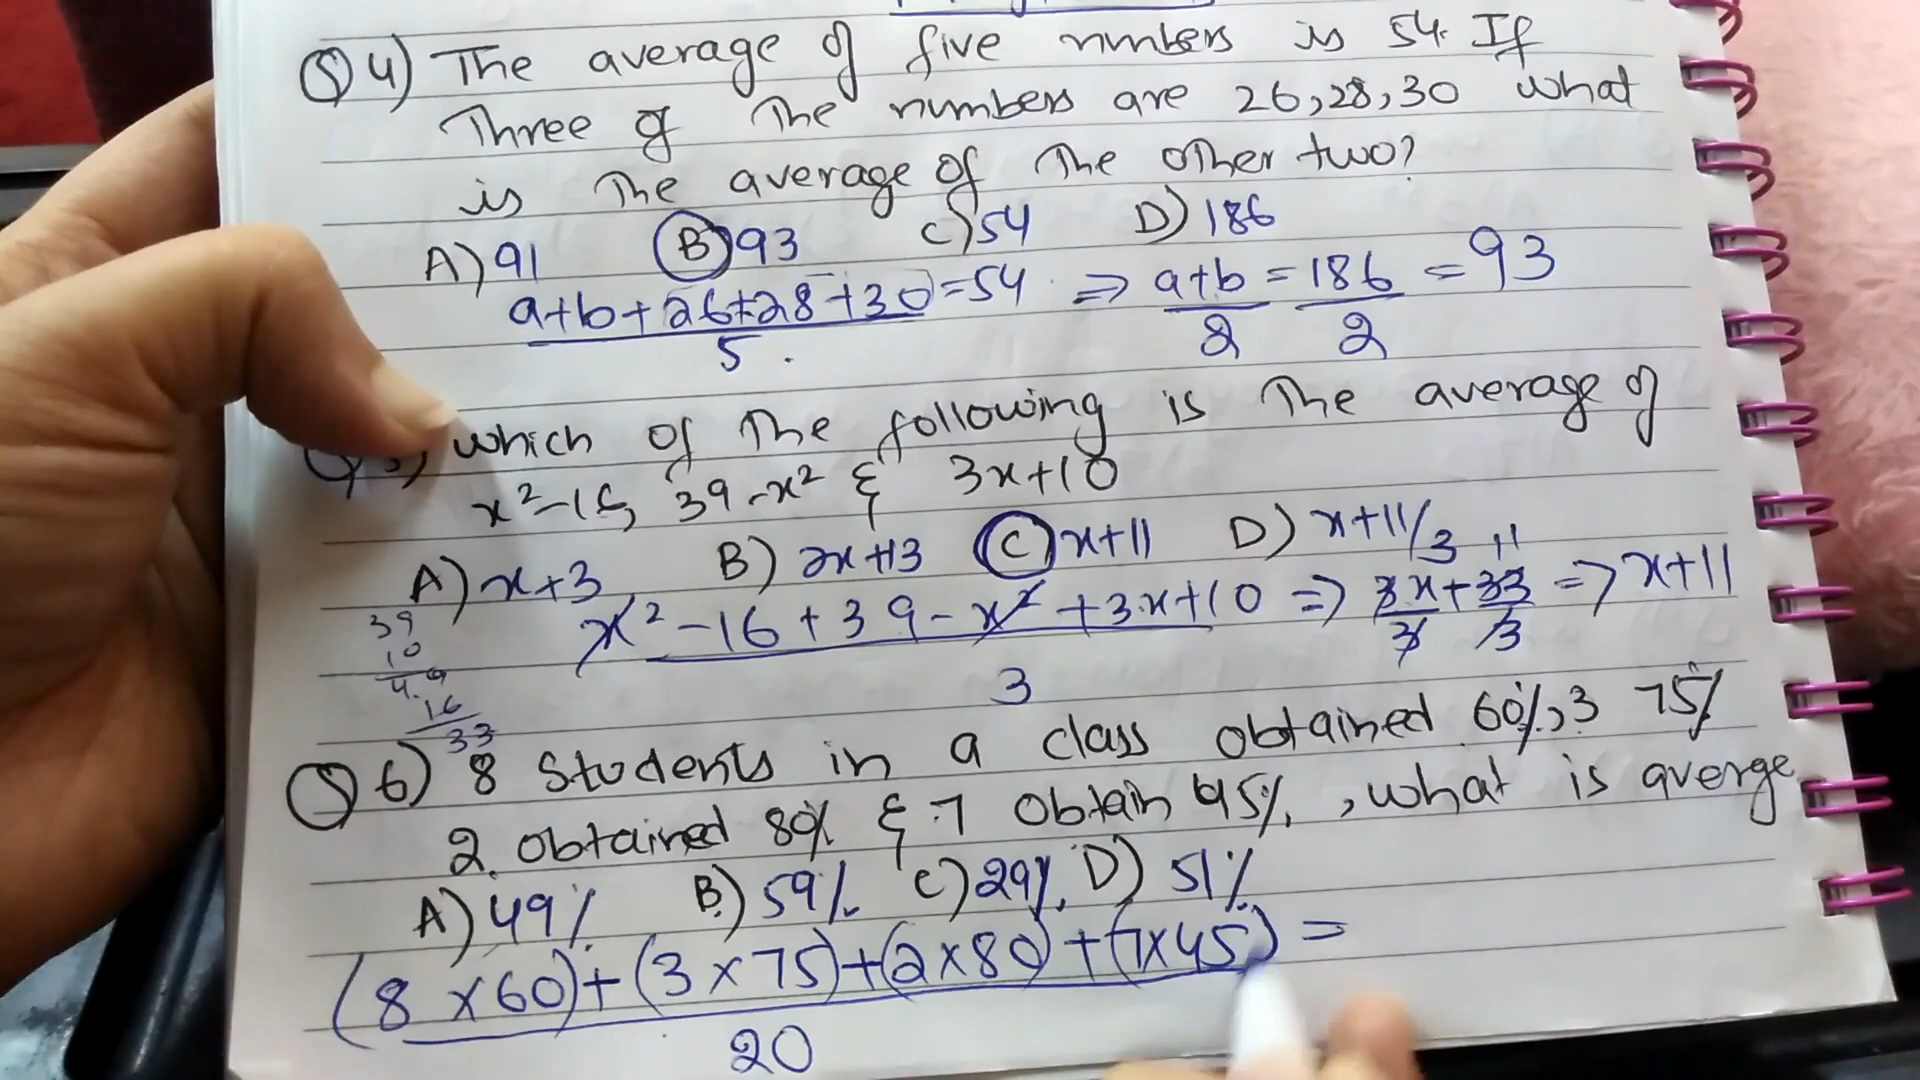 Q4) The average of five numbers is 54. If
Three of The numbers are 26,28,30 what
is The average of The other two?
A) 91 B) 93 C) 54 D) 186
a+b+26+28+30 = 54 => a+b = 186 = 93
5 2 2
which of The following is The average of
x²-16, 39-x² & 3x+10
A) x+3 B) 2x+13 C) x+11 D) x+11/3
x²-16+39-x²+3x+10 => 3x+33 => x+11
11
3 3 3
39
10
49
16
33
Q6) 8 Students in a class obtained 60%, 3 75%
2 obtained 80% & 7 obtain 45%, what is averge
A) 49% B) 59% C) 29% D) 51%
(8 x 60)+(3 x 75)+(2 x 80)+(7 x 45) =
20